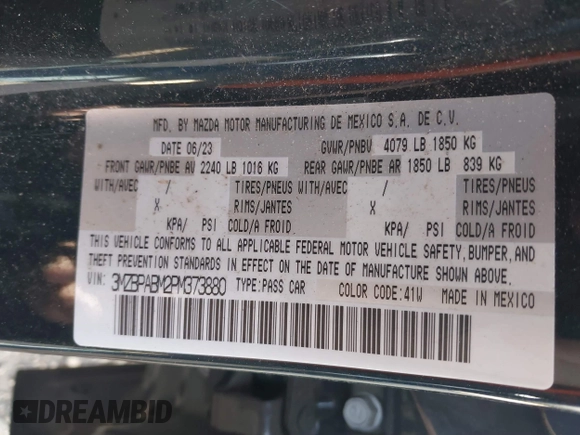 MFD. BY MAZDA MOTOR MANUFACTURING DE MEXICO S.A. DE C.V.
DATE 06/23 GVWR/PNBV 4079 LB 1850 KG
FRONT GAWR/PNBE AV 2240 LB 1016 KG REAR GAWR/PNBE AR 1850 LB 839 KG
WITH/AVEC / TIRES/PNEUS WITH/AVEC / TIRES/PNEUS
X RIMS/JANTES X RIMS/JANTES
KPA/ PSI COLD/A FROID KPA/ PSI COLD/A FROID
THIS VEHICLE CONFORMS TO ALL APPLICABLE FEDERAL MOTOR VEHICLE SAFETY, BUMPER, AND
THEFT PREVENTION STANDARDS IN EFFECT ON THE DATE OF MANUFACTURE SHOWN ABOVE.
VIN: 3MZBPABM2PM373880 TYPE:PASS CAR COLOR CODE:41W MADE IN MEXICO
DREAMBID